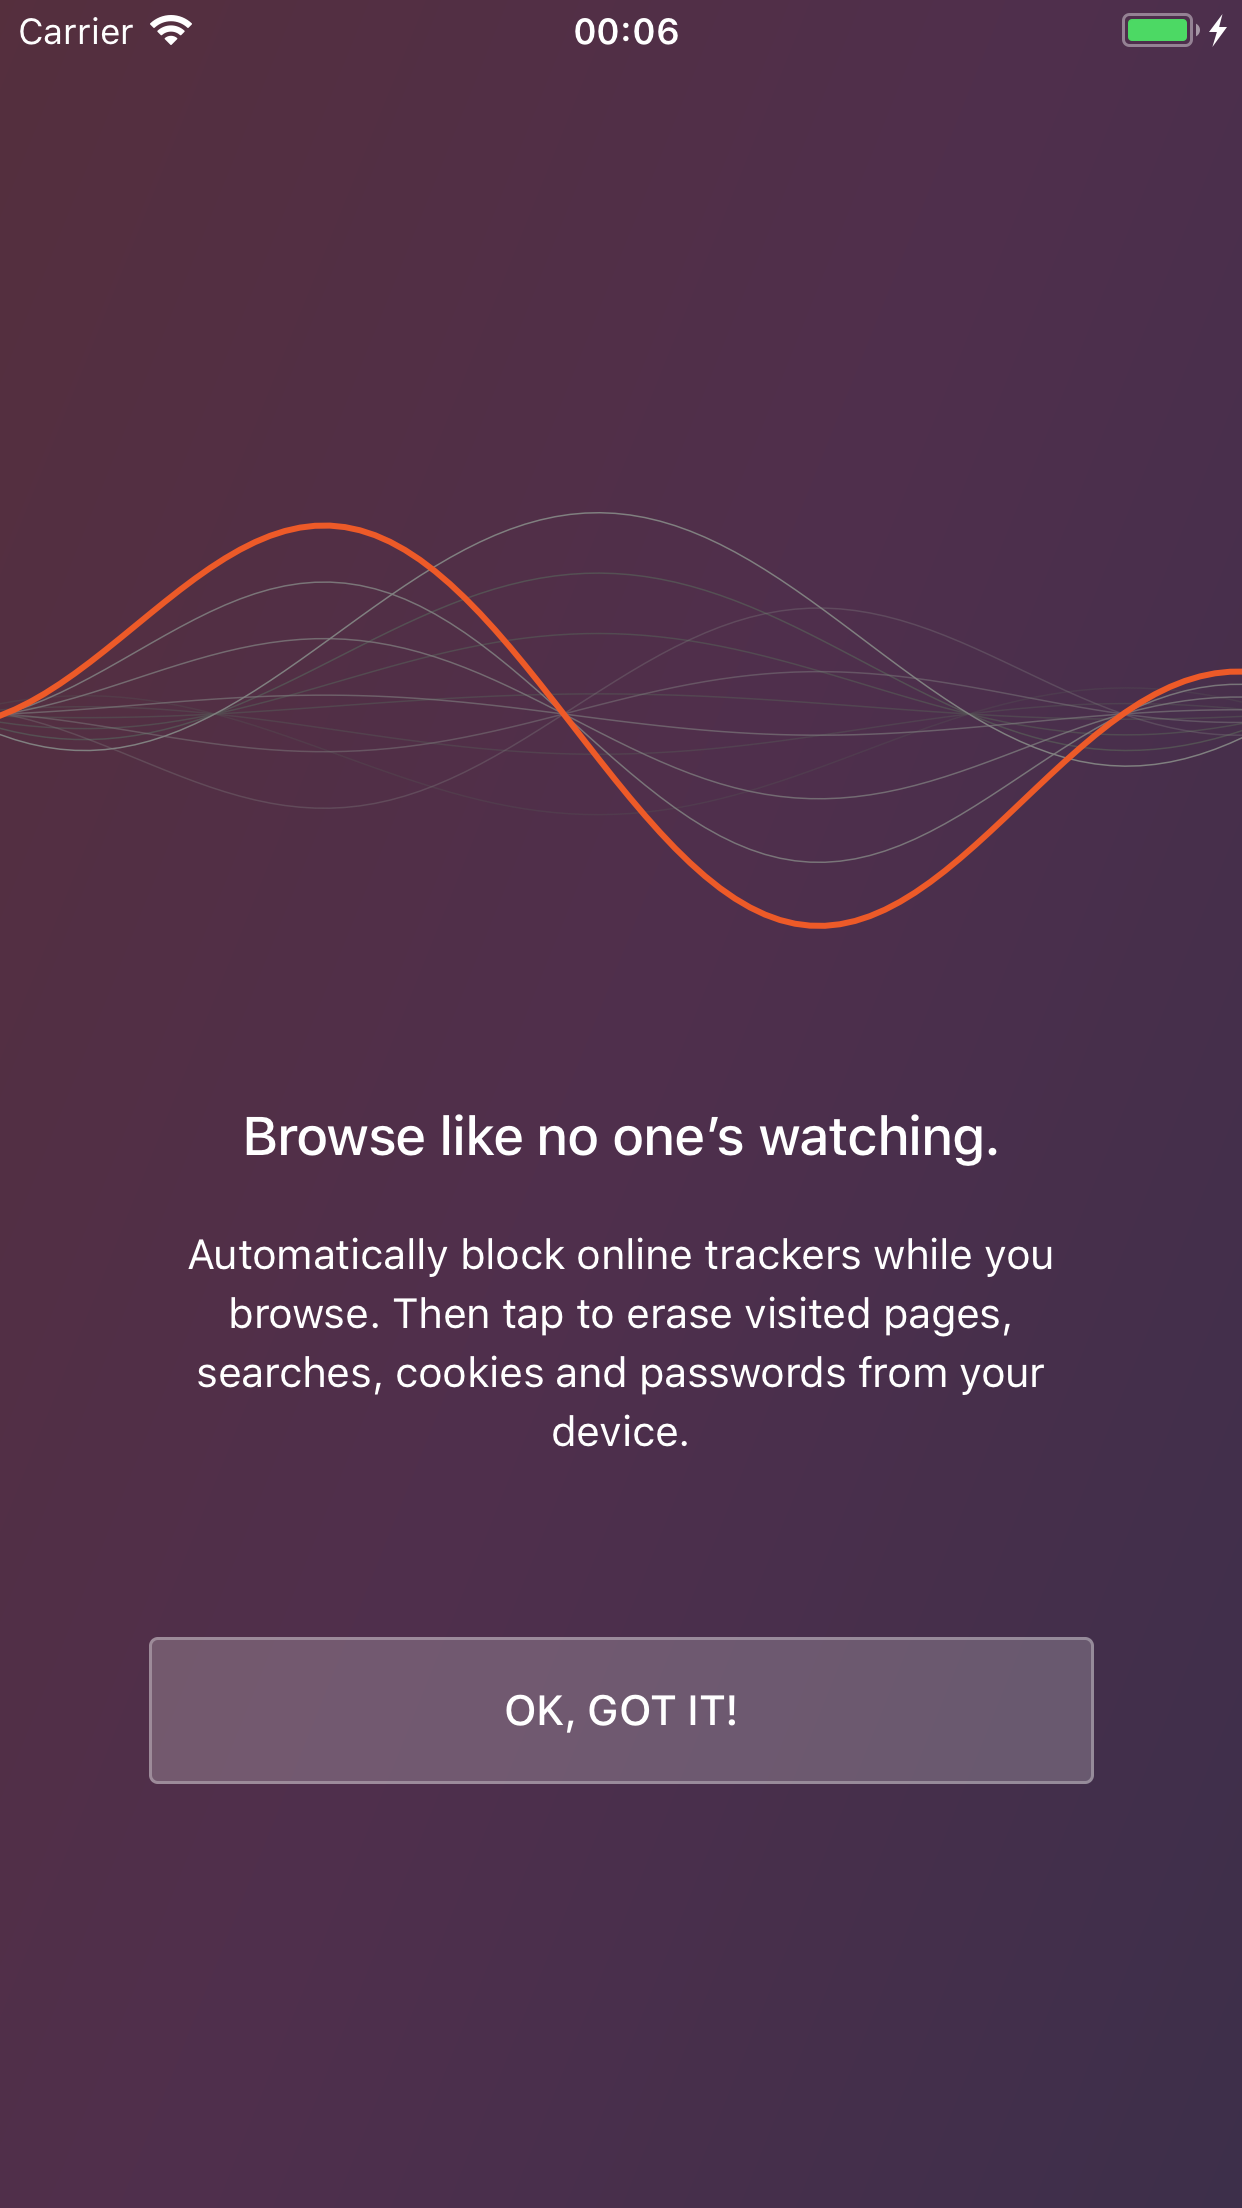 Carrier
00:06
Browse like no one’s watching.
Automatically block online trackers while you
browse. Then tap to erase visited pages,
searches, cookies and passwords from your
device.
OK, GOT IT!